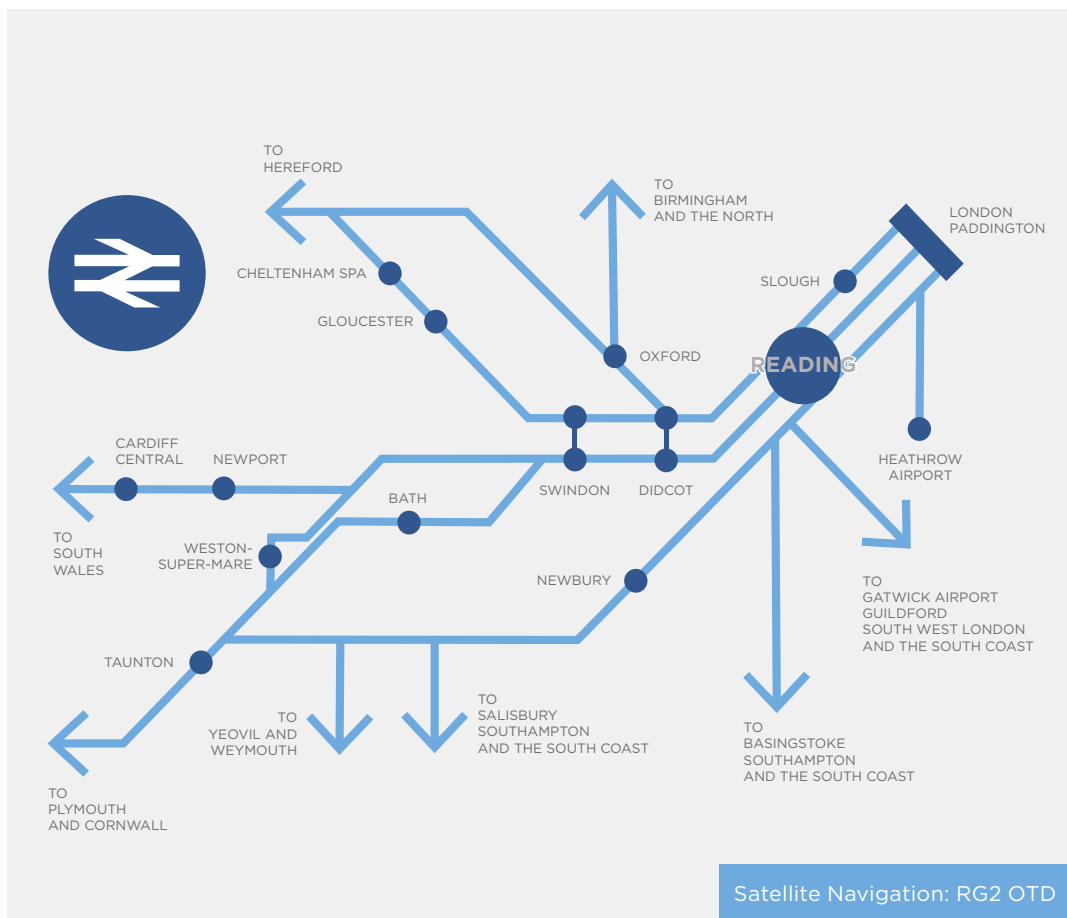 TO
HEREFORD
TO
BIRMINGHAM
AND THE NORTH
LONDON
PADDINGTON
CHELTENHAM SPA
SLOUGH
GLOUCESTER
OXFORD
READING
CARDIFF
CENTRAL
NEWPORT
HEATHROW
AIRPORT
BATH
SWINDON
DIDCOT
TO
SOUTH
WALES
WESTON-
SUPER-MARE
NEWBURY
TO
GATWICK AIRPORT
GUILDFORD
SOUTH WEST LONDON
AND THE SOUTH COAST
TAUNTON
TO
YEOVIL AND
WEYMOUTH
TO
SALISBURY
SOUTHAMPTON
AND THE SOUTH COAST
TO
BASINGSTOKE
SOUTHAMPTON
AND THE SOUTH COAST
TO
PLYMOUTH
AND CORNWALL
Satellite Navigation: RG2 OTD